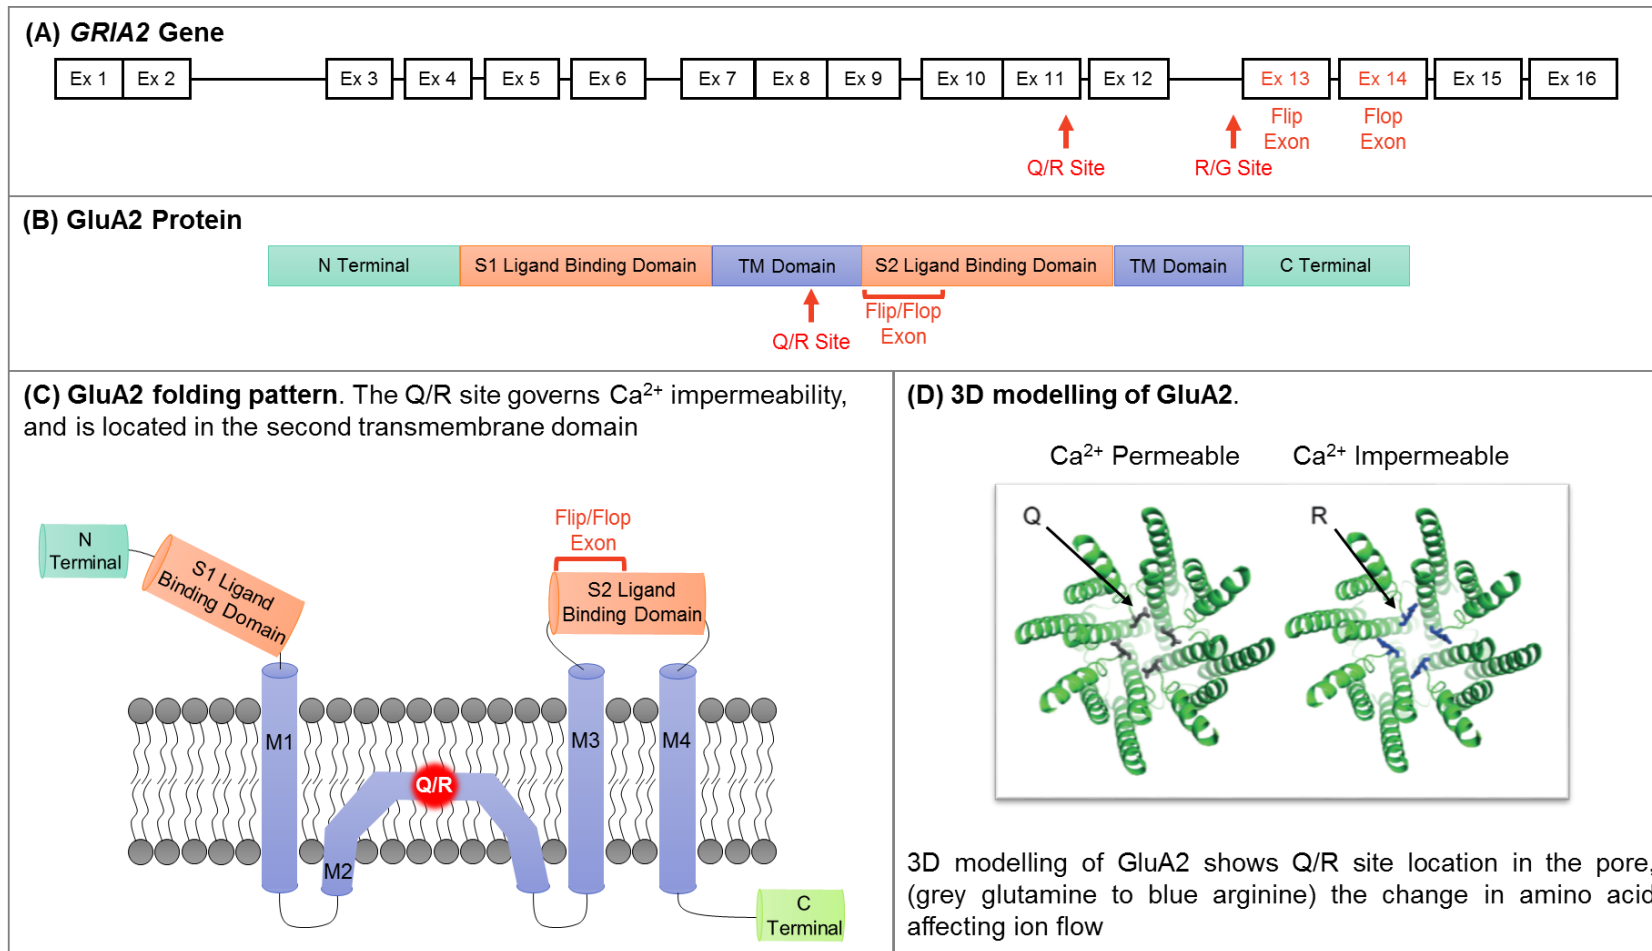 (A) GRIA2 Gene
Ex 1 Ex 2 Ex 3 Ex 4 Ex 5 Ex 6 Ex 7 Ex 8 Ex 9 Ex 10 Ex 11 Ex 12 Ex 13 Ex 14 Ex 15 Ex 16
Flip
Exon
Flop
Exon
Q/R Site
R/G Site
(B) GluA2 Protein
N Terminal S1 Ligand Binding Domain TM Domain S2 Ligand Binding Domain TM Domain C Terminal
Flip/Flop
Exon
Q/R Site
(C) GluA2 folding pattern. The Q/R site governs Ca²⁺ impermeability,
and is located in the second transmembrane domain
N
Terminal
S1 Ligand
Binding Domain
Flip/Flop
Exon
S2 Ligand
Binding Domain
M1
M3
M4
Q/R
M2
C
Terminal
(D) 3D modelling of GluA2.
Ca²⁺ Permeable
Ca²⁺ Impermeable
Q
R
3D modelling of GluA2 shows Q/R site location in the pore,
(grey glutamine to blue arginine) the change in amino acid
affecting ion flow